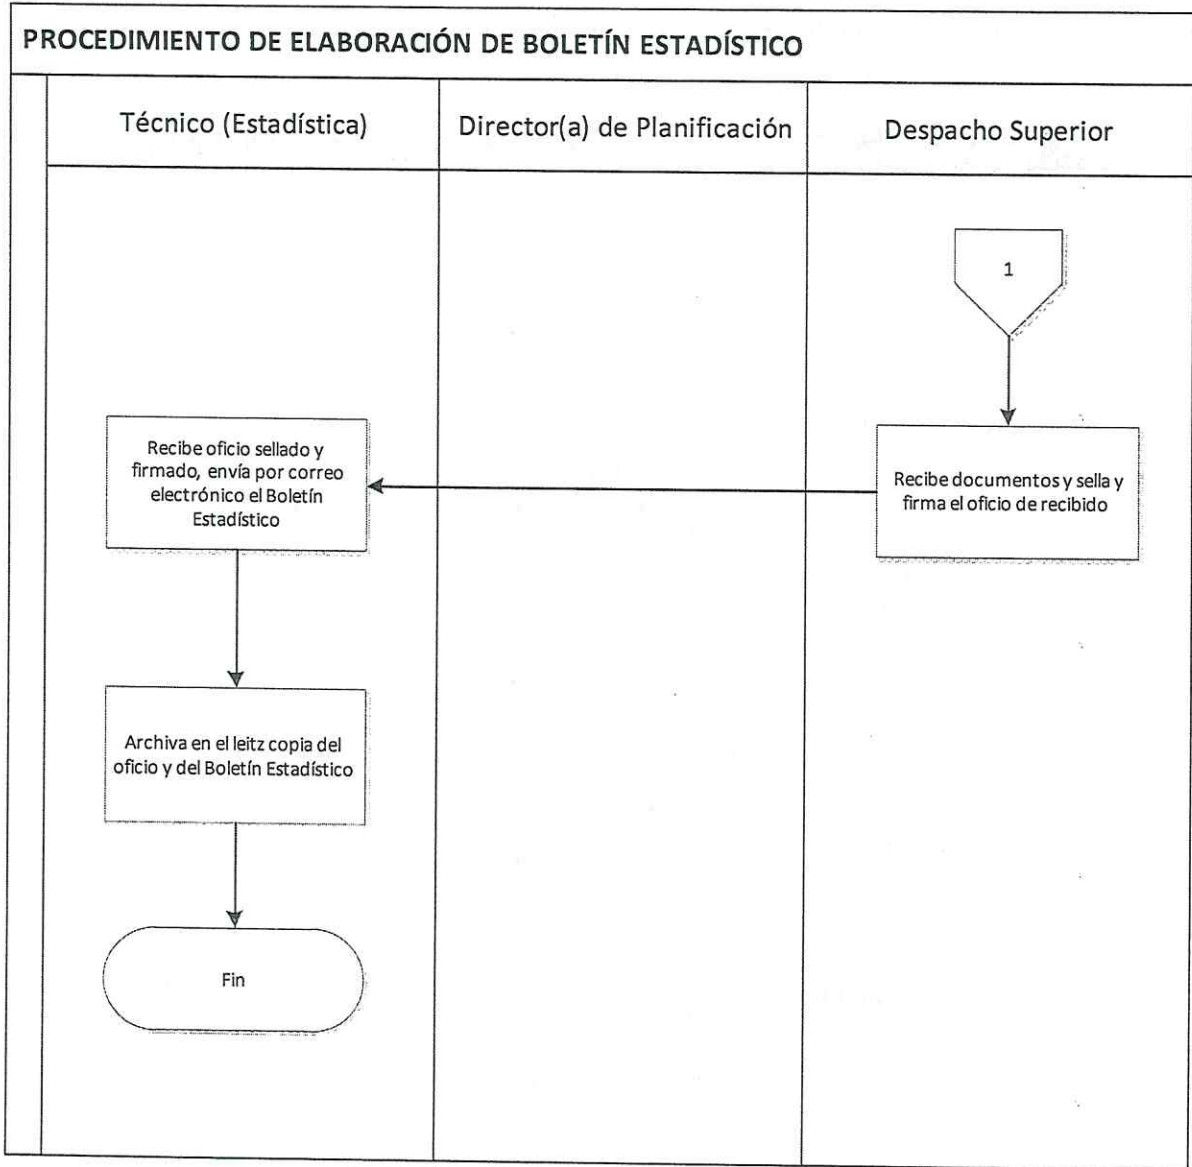 PROCEDIMIENTO DE ELABORACIÓN DE BOLETÍN ESTADÍSTICO
Técnico (Estadística)
Director(a) de Planificación
Despacho Superior
1
Recibe documentos y sella y
firma el oficio de recibido
Recibe oficio sellado y
firmado, envía por correo
electrónico el Boletín
Estadístico
Archiva en el leitz copia del
oficio y del Boletín Estadístico
Fin